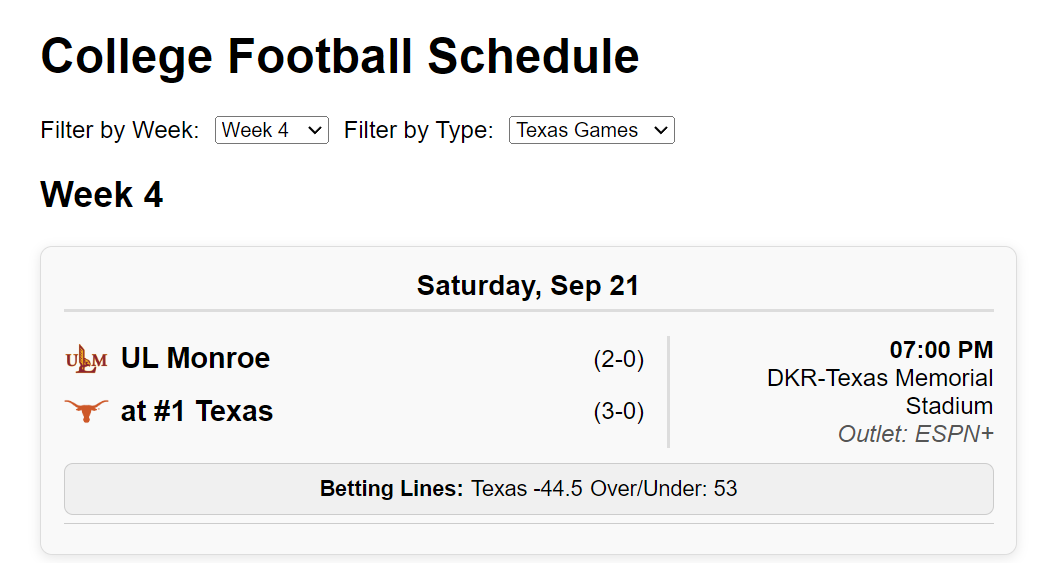 College Football Schedule
Filter by Week: Week 4 Filter by Type: Texas Games
Week 4
Saturday, Sep 21
ULM UL Monroe (2-0)
at #1 Texas (3-0)
07:00 PM
DKR-Texas Memorial
Stadium
Outlet: ESPN+
Betting Lines: Texas -44.5 Over/Under: 53